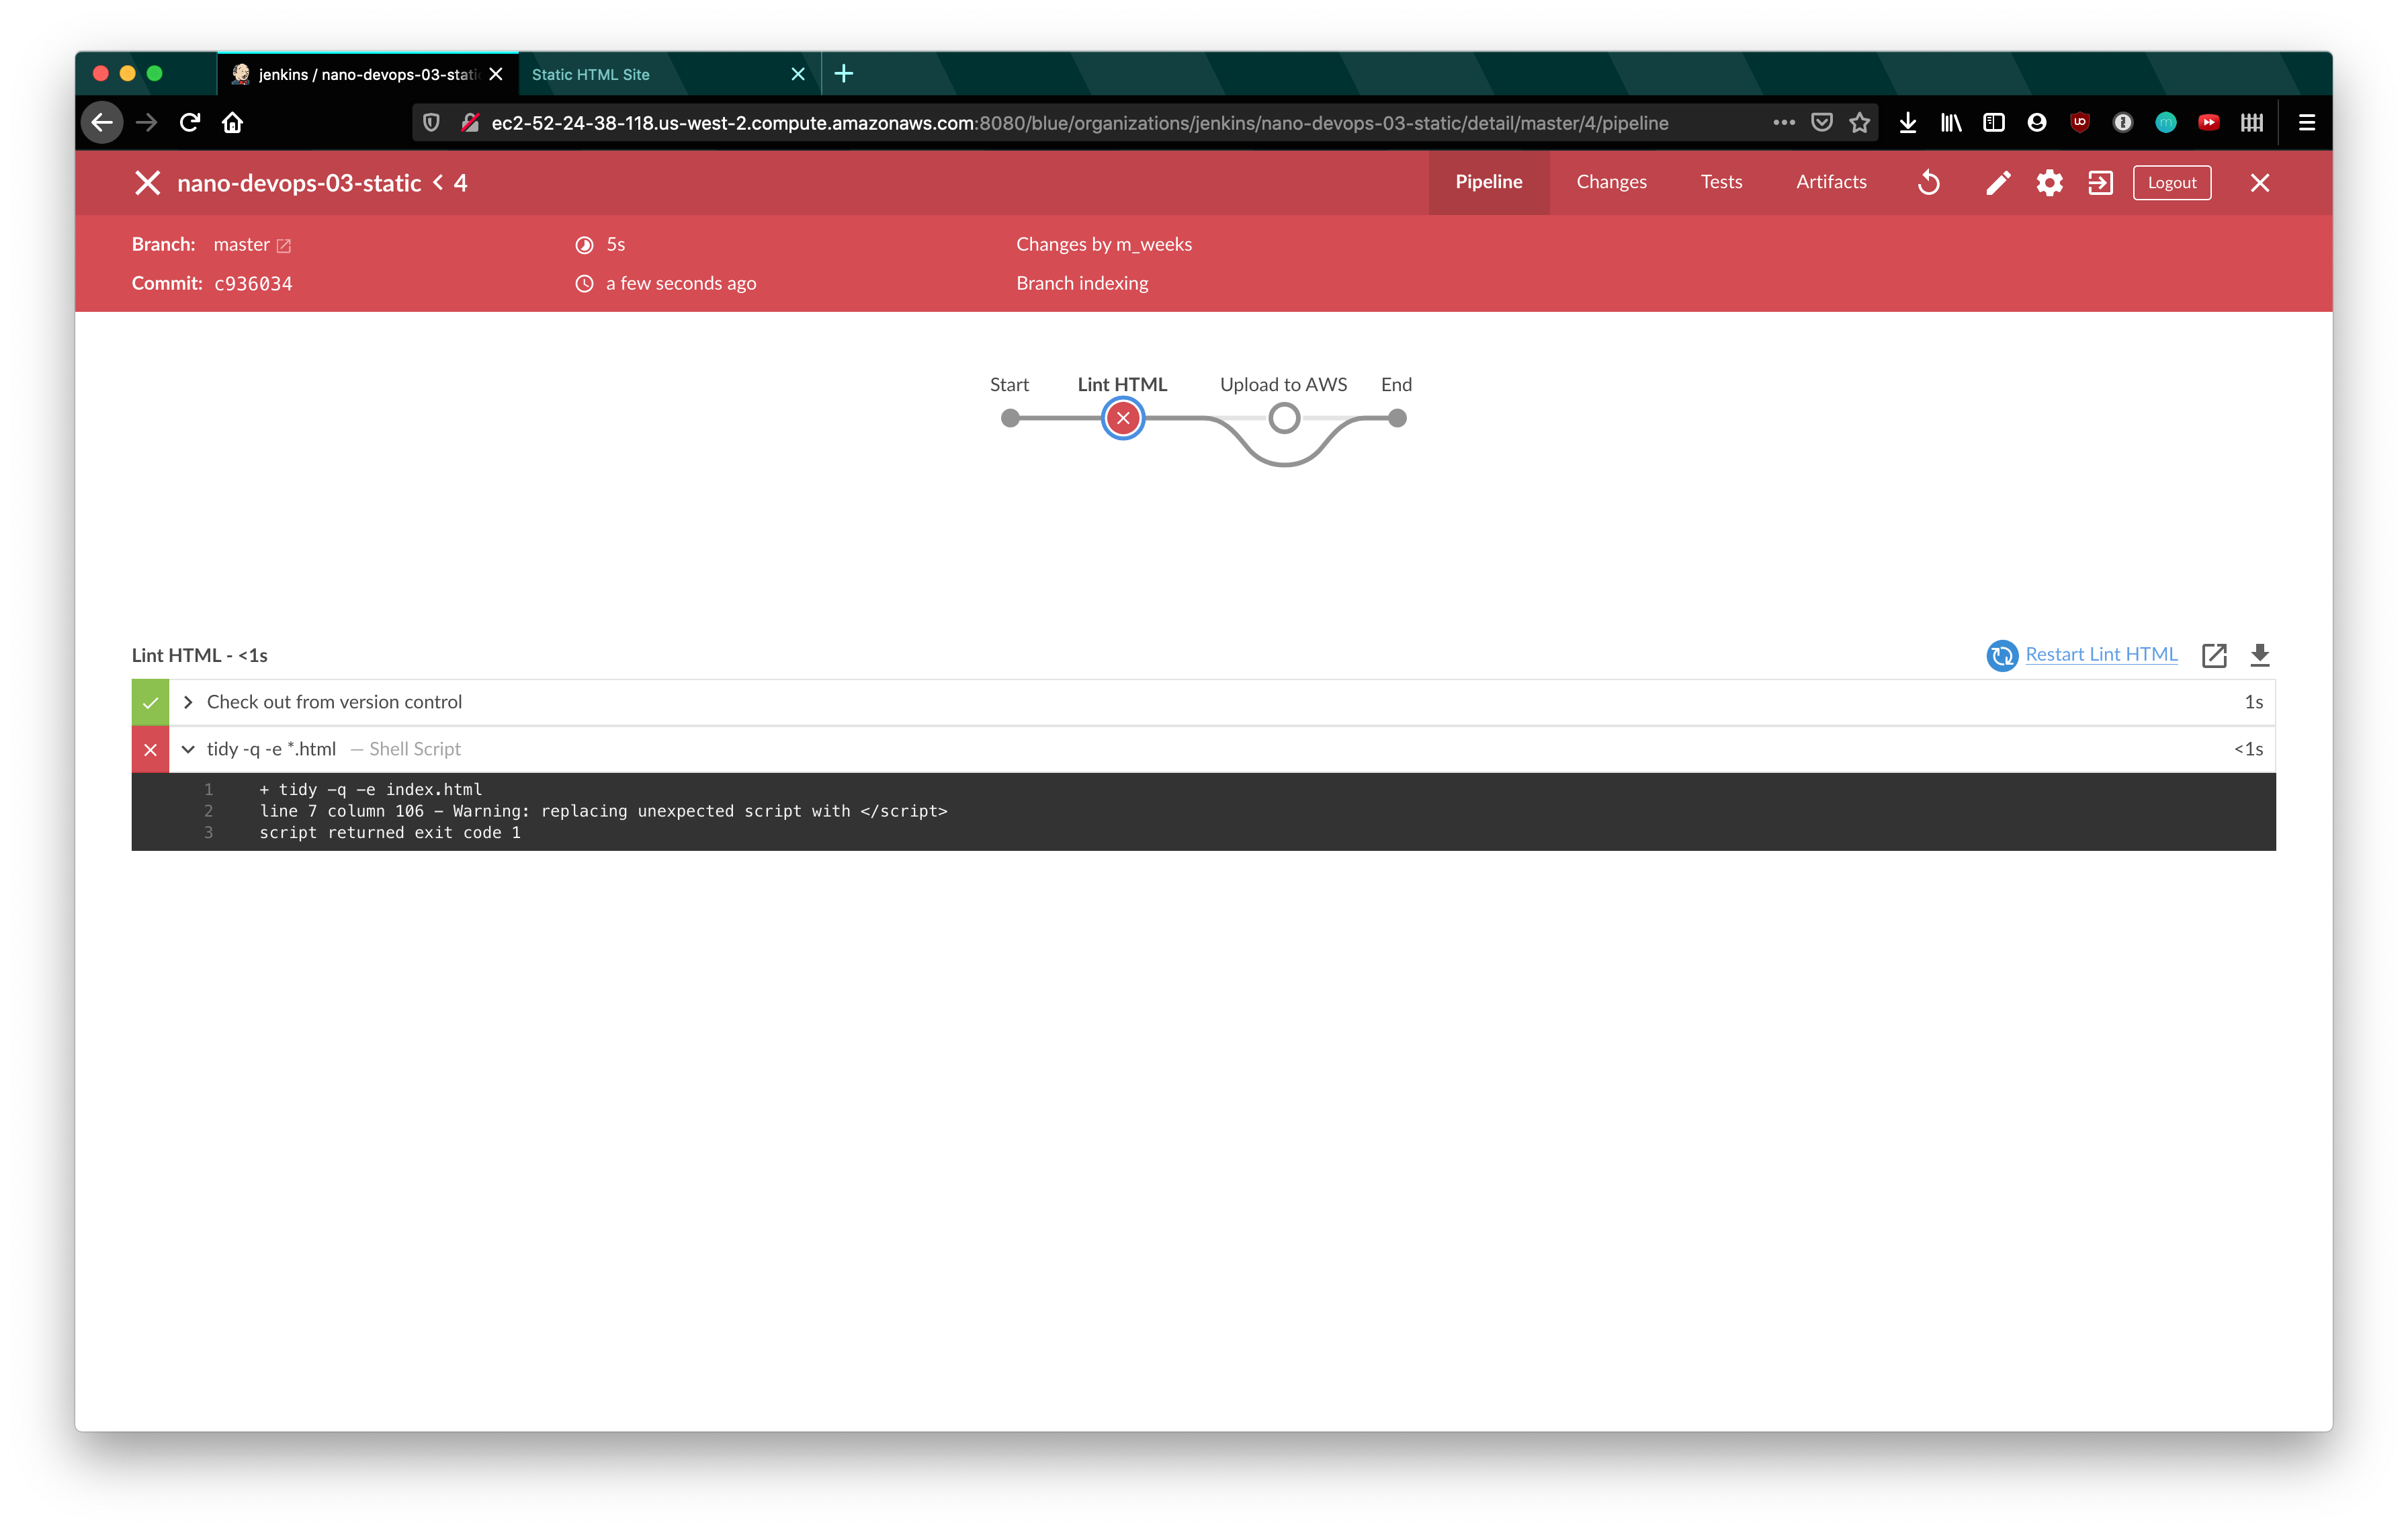 jenkins / nano-devops-03-stati
Static HTML Site
ec2-52-24-38-118.us-west-2.compute.amazonaws.com:8080/blue/organizations/jenkins/nano-devops-03-static/detail/master/4/pipeline
nano-devops-03-static < 4
Pipeline
Changes
Tests
Artifacts
Logout
Branch: master
5s
Changes by m_weeks
Commit: c936034
a few seconds ago
Branch indexing
Start
Lint HTML
Upload to AWS
End
Lint HTML - <1s
Restart Lint HTML
Check out from version control
1s
tidy -q -e *.html — Shell Script
<1s
1 + tidy -q -e index.html
2 line 7 column 106 - Warning: replacing unexpected script with </script>
3 script returned exit code 1